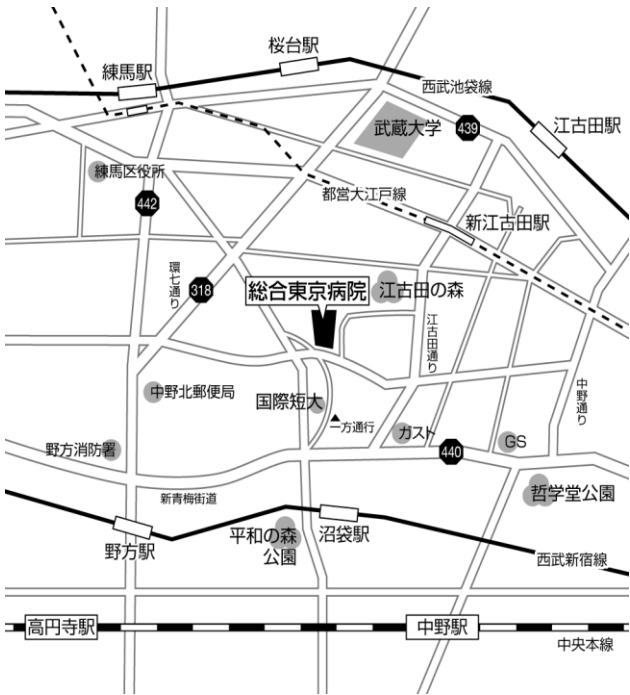 桜台駅
練馬駅
西武池袋線
江古田駅
武蔵大学
439
練馬区役所
都営大江戸線
442
新江古田駅
環七通り
318
総合東京病院
江古田の森
江古田通り
中野通り
中野北郵便局
国際短大
一方通行
ガスト
GS
野方消防署
440
新青梅街道
哲学堂公園
野方駅
平和の森
公園
沼袋駅
西武新宿線
高円寺駅
中野駅
中央本線